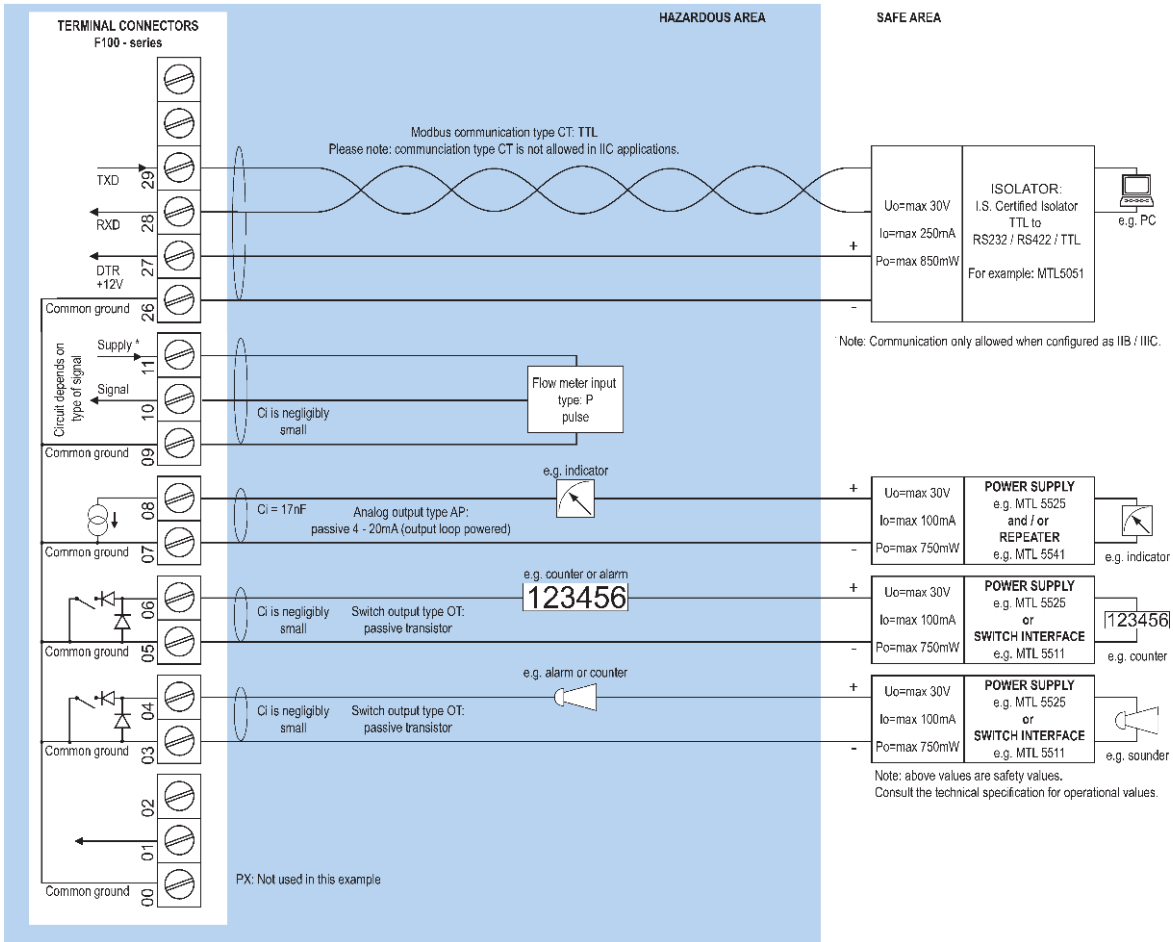 TERMINAL CONNECTORS
F100 - series
HAZARDOUS AREA
SAFE AREA
Modbus communication type CT: TTL
Please note: communciation type CT is not allowed in IIC applications.
TXD
29
RXD
28
DTR
+12V
27
Common ground
26
+
-
Uo=max 30V
Io=max 250mA
Po=max 850mW
ISOLATOR:
I.S. Certified Isolator
TTL to
RS232 / RS422 / TTL
For example: MTL5051
e.g. PC
Note: Communication only allowed when configured as IIB / IIIC.
Circuit depends on
type of signal
Supply *
11
Signal
10
Common ground
09
Ci is negligibly
small
Flow meter input
type: P
pulse
08
Common ground
07
Ci = 17nF
Analog output type AP:
passive 4 - 20mA (output loop powered)
e.g. indicator
+
-
Uo=max 30V
Io=max 100mA
Po=max 750mW
POWER SUPPLY
e.g. MTL 5525
and / or
REPEATER
e.g. MTL 5541
e.g. indicator
06
Common ground
05
Ci is negligibly
small
Switch output type OT:
passive transistor
e.g. counter or alarm
123456
+
-
Uo=max 30V
Io=max 100mA
Po=max 750mW
POWER SUPPLY
e.g. MTL 5525
or
SWITCH INTERFACE
e.g. MTL 5511
123456
e.g. counter
04
Common ground
03
Ci is negligibly
small
Switch output type OT:
passive transistor
e.g. alarm or counter
+
-
Uo=max 30V
Io=max 100mA
Po=max 750mW
POWER SUPPLY
e.g. MTL 5525
or
SWITCH INTERFACE
e.g. MTL 5511
e.g. sounder
Note: above values are safety values.
Consult the technical specification for operational values.
02
01
Common ground
00
PX: Not used in this example